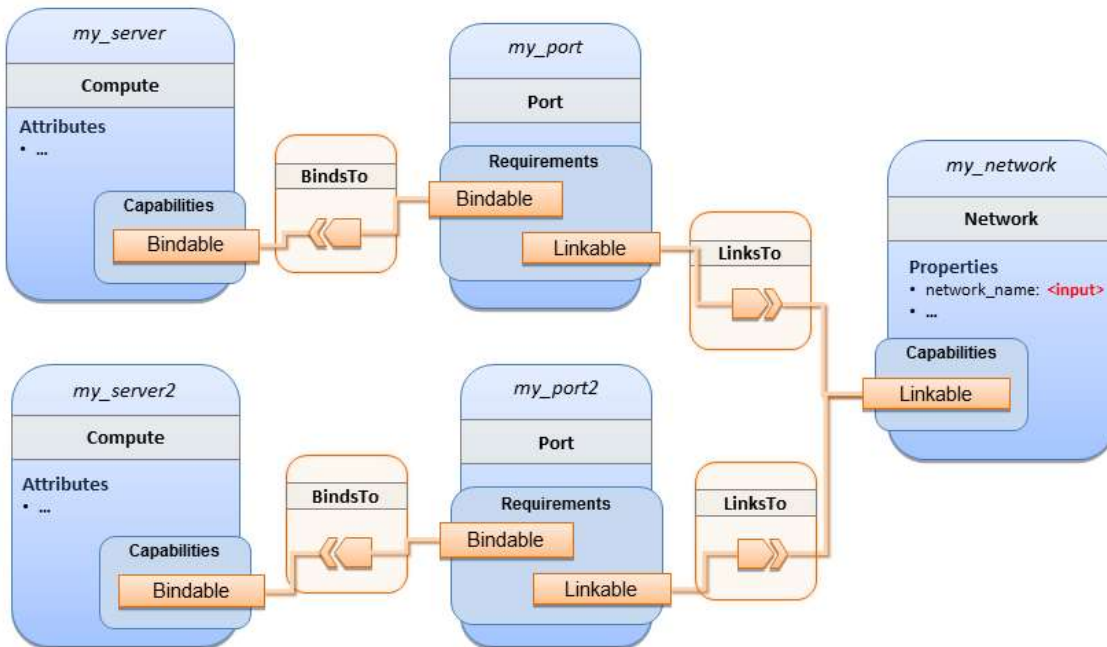 my_server
Compute
Attributes
• ...
Capabilities
Bindable
BindsTo
my_port
Port
Requirements
Bindable
Linkable
LinksTo
my_network
Network
Properties
• network_name: <input>
• ...
Capabilities
Linkable
my_server2
Compute
Attributes
• ...
Capabilities
Bindable
BindsTo
my_port2
Port
Requirements
Bindable
Linkable
LinksTo